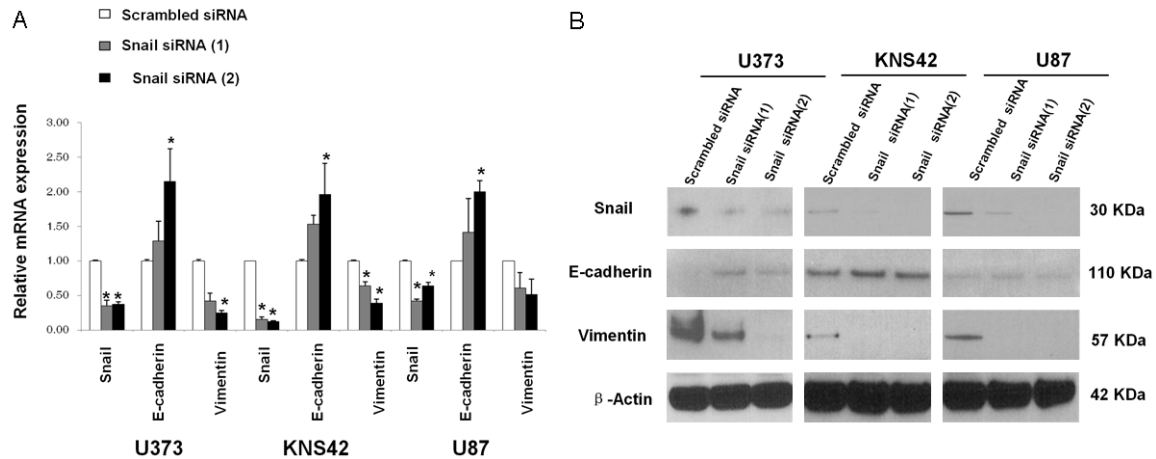 A
Scrambled siRNA
Snail siRNA (1)
Snail siRNA (2)
Relative mRNA expression
3.00
2.50
2.00
1.50
1.00
0.50
0.00
* * * * * * * * * * * *
Snail
E-cadherin
Vimentin
Snail
E-cadherin
Vimentin
Snail
E-cadherin
Vimentin
U373
KNS42
U87
B
U373
KNS42
U87
Scrambled siRNA
Snail siRNA(1)
Snail siRNA(2)
Scrambled siRNA
Snail siRNA(1)
Snail siRNA(2)
Scrambled siRNA
Snail siRNA(1)
Snail siRNA(2)
Snail 30 KDa
E-cadherin 110 KDa
Vimentin 57 KDa
β-Actin 42 KDa